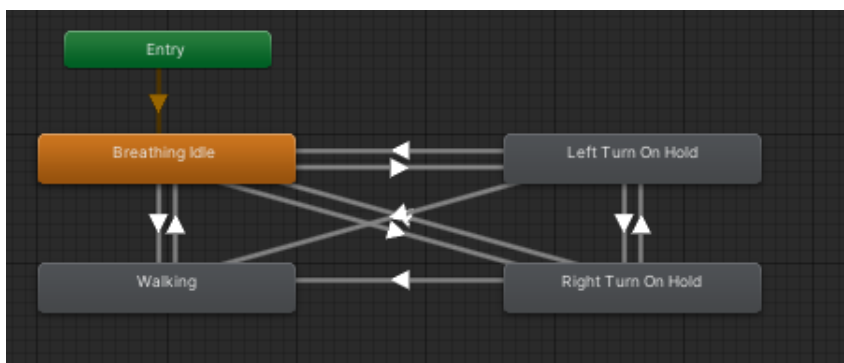 Entry
Breathing Idle
Left Turn On Hold
Walking
Right Turn On Hold